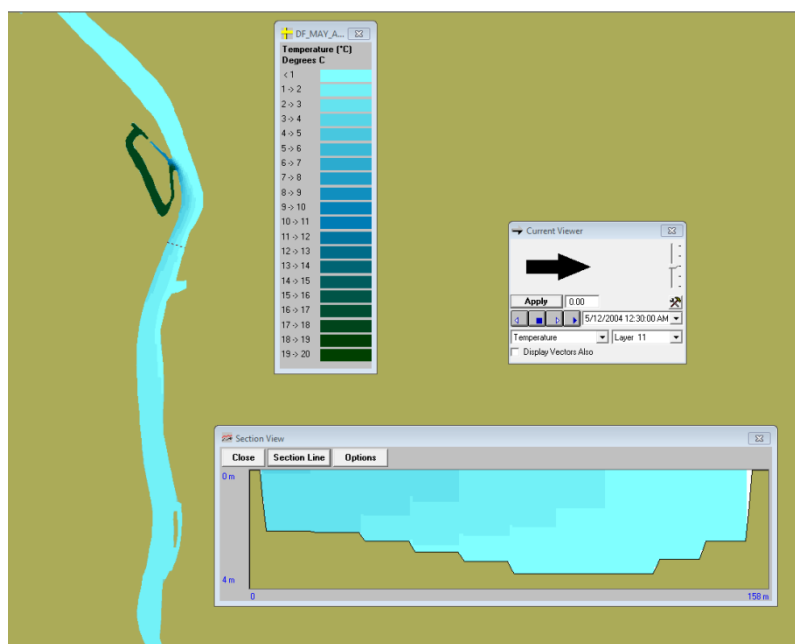 DF_MAY_A...
Temperature (°C)
Degrees C
< 1
1 -> 2
2 -> 3
3 -> 4
4 -> 5
5 -> 6
6 -> 7
7 -> 8
8 -> 9
9 -> 10
10 -> 11
11 -> 12
12 -> 13
13 -> 14
14 -> 15
15 -> 16
16 -> 17
17 -> 18
18 -> 19
19 -> 20
Current Viewer
Apply 0.00
5/12/2004 12:30:00 AM
Temperature Layer 11
Display Vectors Also
Section View
Close Section Line Options
0 m
4 m
0 158 m